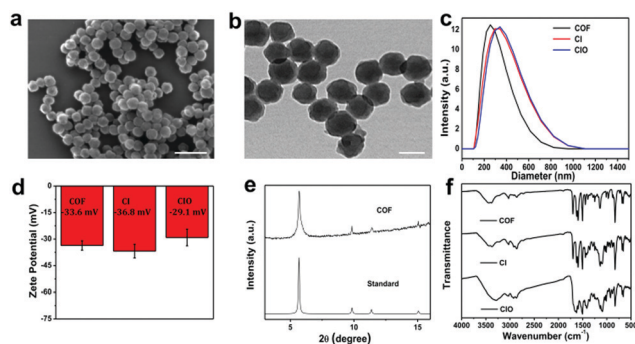 a
b
c
12
10
8
6
4
2
0
Intensity (a.u.)
COF
CI
CIO
0 200 400 600 800 1000 1200 1400
Diameter (nm)
d
0
-15
-30
-45
-60
-75
Zete Potential (mV)
COF CI CIO
-33.6 mV -36.8 mV -29.1 mV
e
Intensity (a.u.)
COF
Standard
5 10 15
2θ (degree)
f
Transmittance
COF
CI
CIO
4000 3500 3000 2500 2000 1500 1000 500
Wavenumber (cm-1)